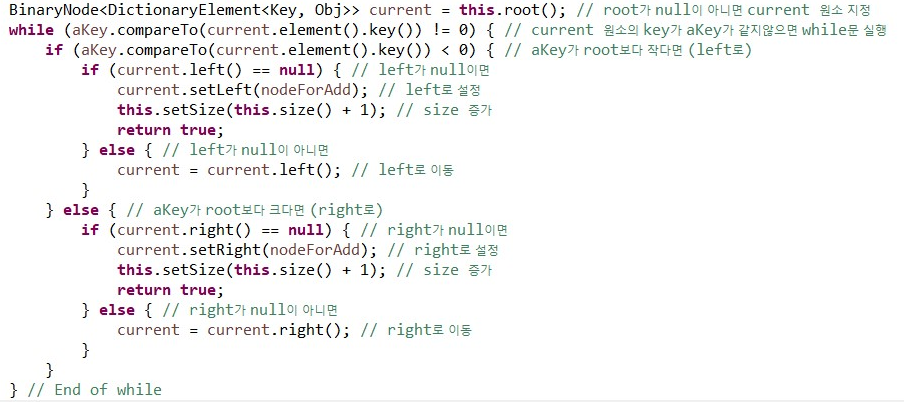 BinaryNode<DictionaryElement<Key, Obj>> current = this.root(); // root가 null이 아니면 current 원소 지정
while (aKey.compareTo(current.element().key()) != 0) { // current 원소의 key가 aKey가 같지않으면 while문 실행
    if (aKey.compareTo(current.element().key()) < 0) { // aKey가 root보다 작다면 (left로)
        if (current.left() == null) { // left가 null이면
            current.setLeft(nodeForAdd); // left로 설정
            this.setSize(this.size() + 1); // size 증가
            return true;
        } else { // left가 null이 아니면
            current = current.left(); // left로 이동
        }
    } else { // aKey가 root보다 크다면 (right로)
        if (current.right() == null) { // right가 null이면
            current.setRight(nodeForAdd); // right로 설정
            this.setSize(this.size() + 1); // size 증가
            return true;
        } else { // right가 null이 아니면
            current = current.right(); // right로 이동
        }
    }
} // End of while